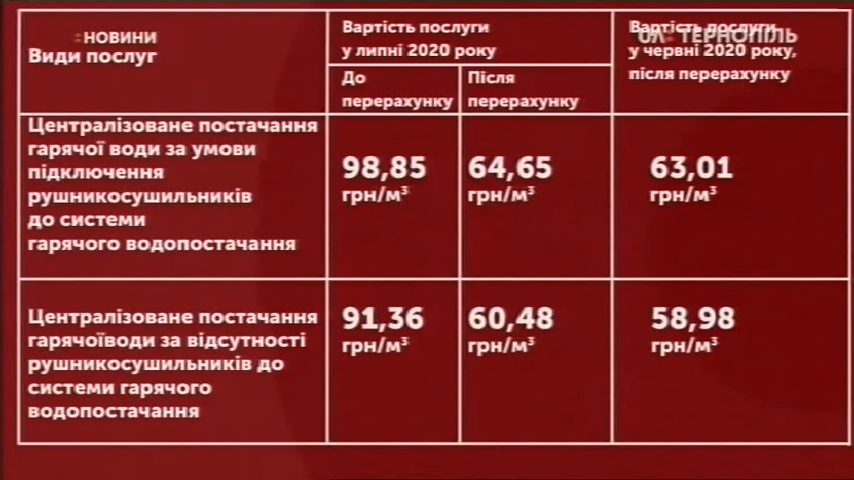 :НОВИНИ
Види послуг
Вартість послуги
у липні 2020 року
До
перерахунку
Після
перерахунку
Вартість послуги
у червні 2020 року,
після перерахунку
UA: ТЕРНОПІЛЬ
Централізоване постачання
гарячої води за умови
підключення
рушникосушильників
до системи
гарячого водопостачання
98,85
грн/м³
64,65
грн/м³
63,01
грн/м³
Централізоване постачання
гарячоїводи за відсутності
рушникосушильників до
системи гарячого
водопостачання
91,36
грн/м³
60,48
грн/м³
58,98
грн/м³